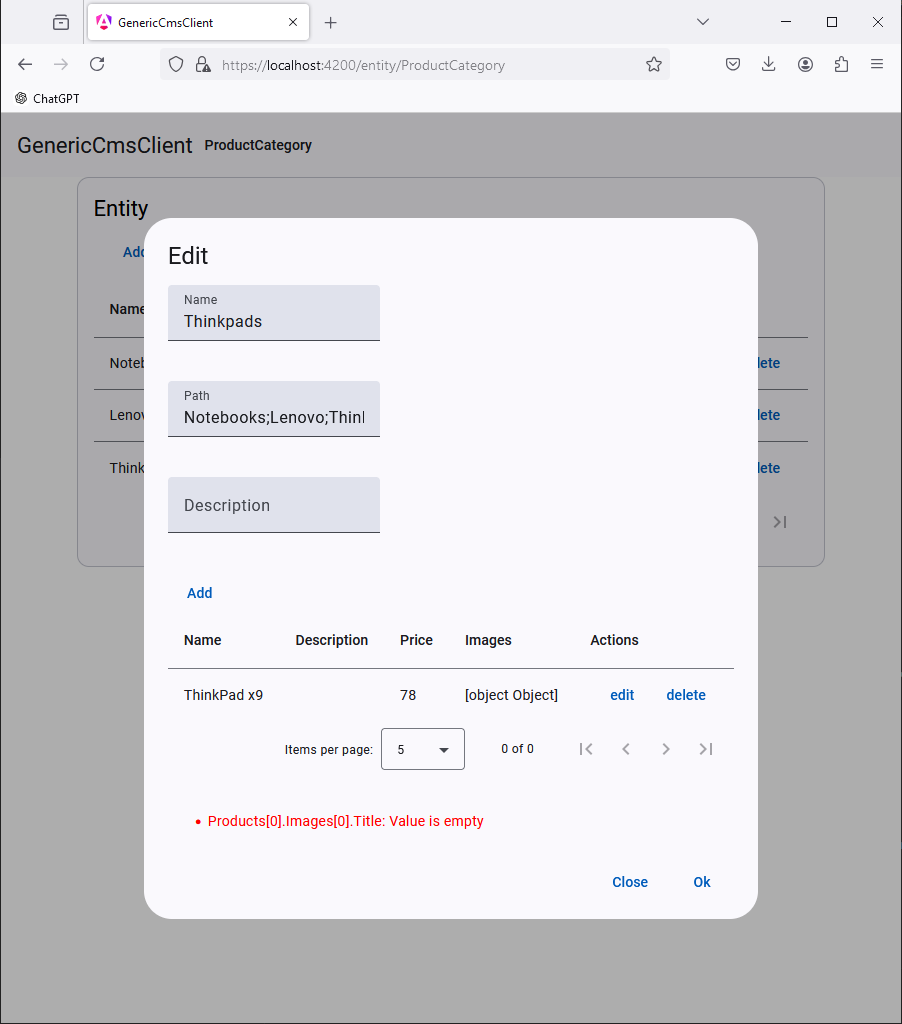 GenericCmsClient
https://localhost:4200/entity/ProductCategory
ChatGPT
GenericCmsClient ProductCategory
Entity
Add
Name
Noteb
lete
Lenov
lete
Think
lete
Edit
Name
Thinkpads
Path
Notebooks;Lenovo;Thinl
Description
Add
Name Description Price Images Actions
ThinkPad x9 78 [object Object] edit delete
Items per page: 5 0 of 0
• Products[0].Images[0].Title: Value is empty
Close Ok